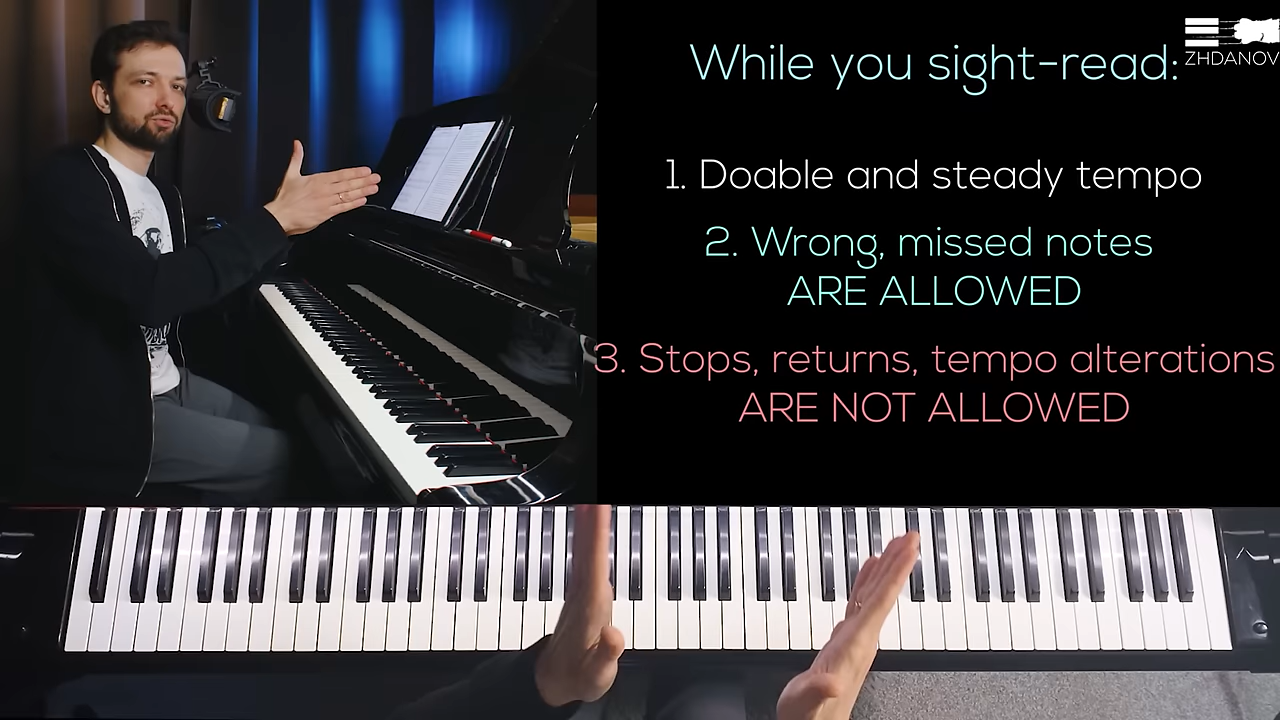 While you sight-read:
ZHDANOV
1. Doable and steady tempo
2. Wrong, missed notes
ARE ALLOWED
3. Stops, returns, tempo alterations
ARE NOT ALLOWED